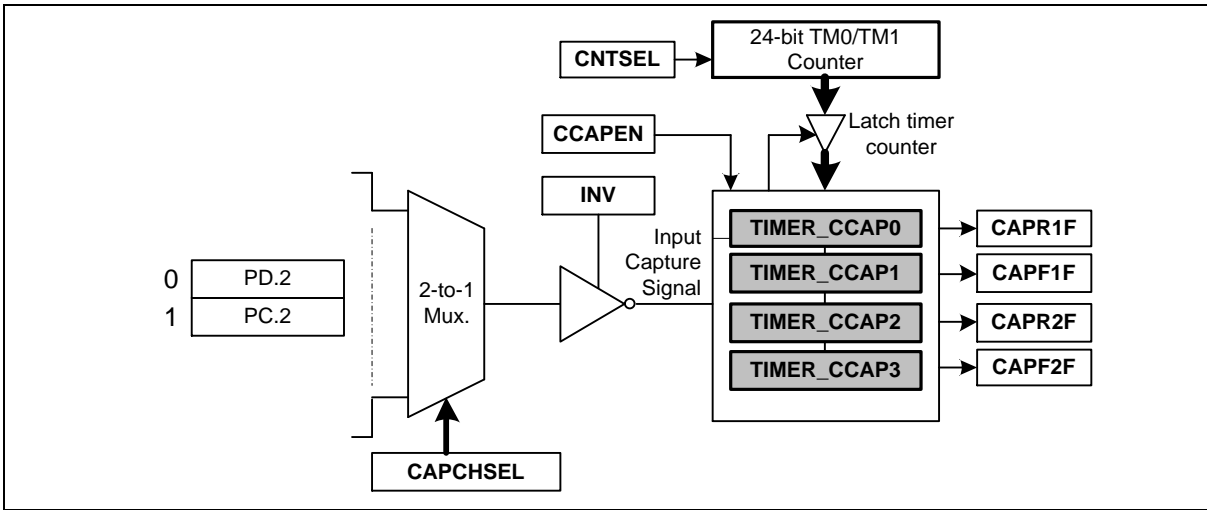 24-bit TM0/TM1
Counter
CNTSEL
Latch timer
counter
CCAPEN
INV
Input
Capture
Signal
TIMER_CCAP0
TIMER_CCAP1
TIMER_CCAP2
TIMER_CCAP3
CAPR1F
CAPF1F
CAPR2F
CAPF2F
0 PD.2
1 PC.2
2-to-1
Mux.
CAPCHSEL